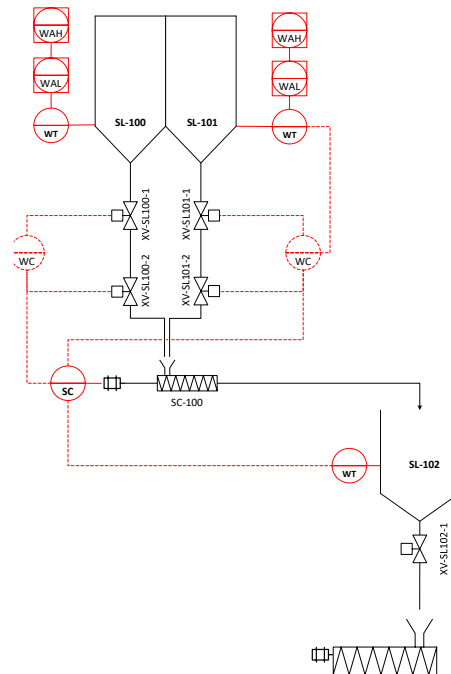 WAH
WAH
WAL
WAL
SL-100
SL-101
WT
WT
XV-SL100-1
XV-SL101-1
WC
WC
XV-SL100-2
XV-SL101-2
SC
SC-100
WT
SL-102
XV-SL102-1